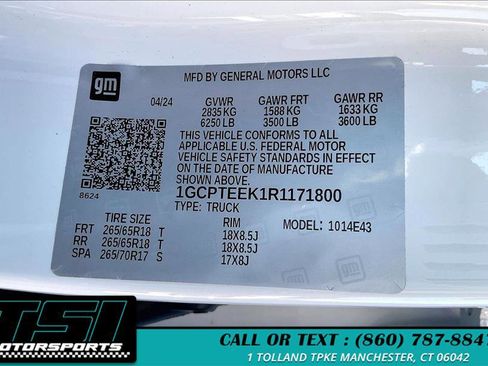 gm
MFD BY GENERAL MOTORS LLC
04/24 GVWR GAWR FRT GAWR RR
2835 KG 1588 KG 1633 KG
6250 LB 3500 LB 3600 LB
THIS VEHICLE CONFORMS TO ALL
APPLICABLE U.S. FEDERAL MOTOR
VEHICLE SAFETY STANDARDS IN EFFECT
ON THE DATE OF MANUFACTURE
SHOWN ABOVE.
8624
1GCPTEEK1R1171800
TYPE: TRUCK
TIRE SIZE RIM 1014E43
FRT 265/65R18 T 18X8.5J
RR 265/65R18 T 18X8.5J
SPA 265/70R17 S 17X8J
TSI
MOTORSPORTS
CALL OR TEXT : (860) 787-8847
1 TOLLAND TPKE MANCHESTER, CT 06042